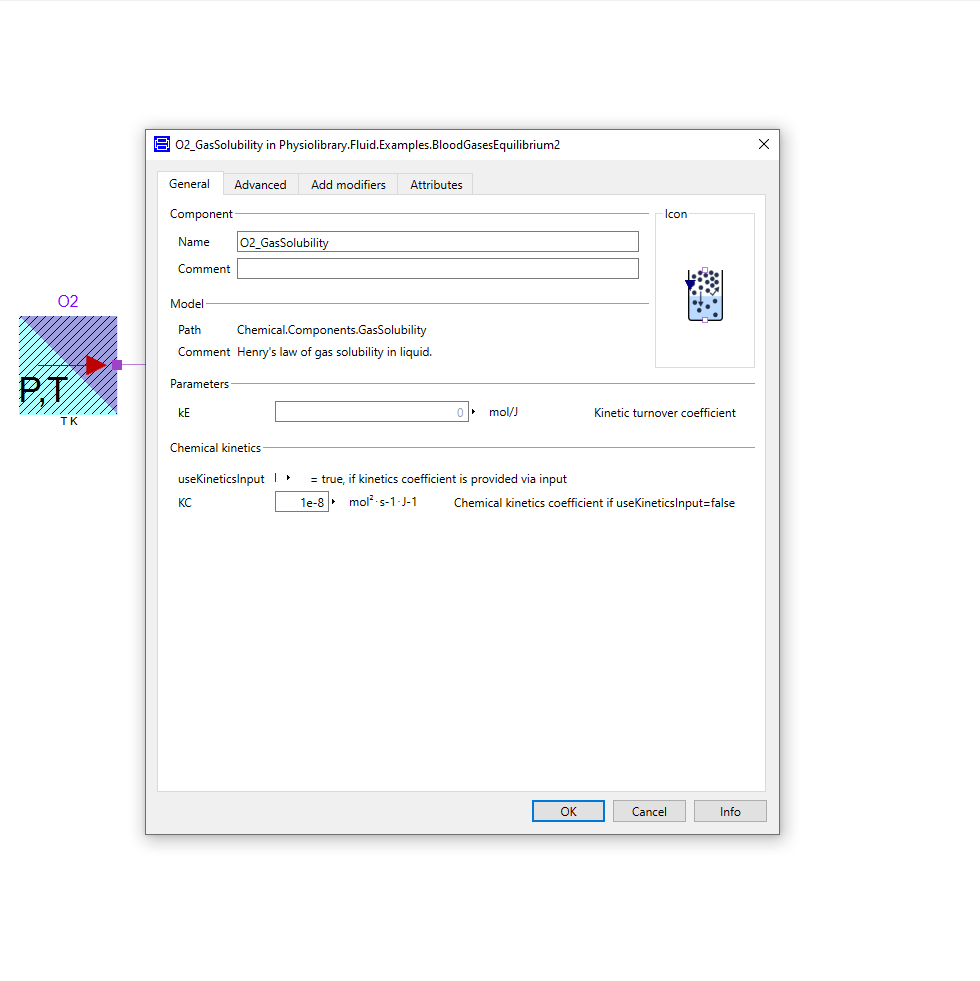 O2_GasSolubility in Physiolibrary.Fluid.Examples.BloodGasesEquilibrium2
General Advanced Add modifiers Attributes
Component
Icon
Name O2_GasSolubility
Comment
Model
Path Chemical.Components.GasSolubility
Comment Henry's law of gas solubility in liquid.
Parameters
kE 0 mol/J Kinetic turnover coefficient
Chemical kinetics
useKineticsInput = true, if kinetics coefficient is provided via input
KC 1e-8 mol²·s-1·J-1 Chemical kinetics coefficient if useKineticsInput=false
OK Cancel Info
O2
P,T
T K